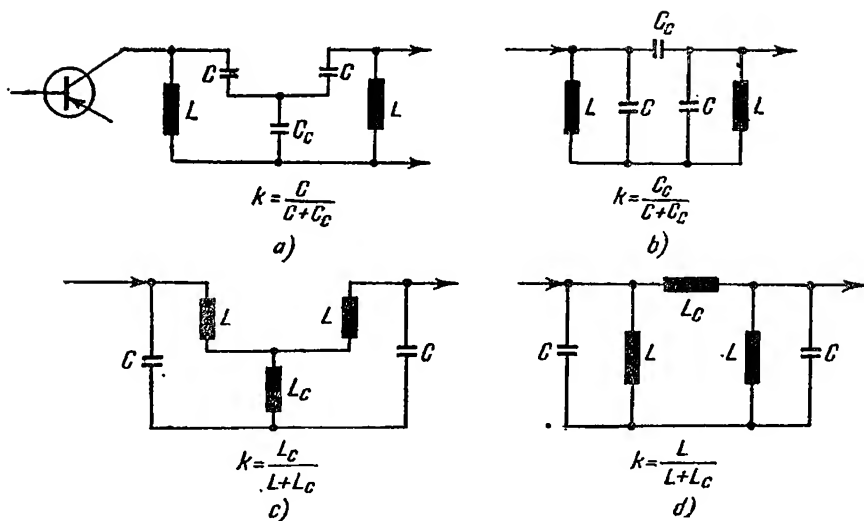 C C C_c
L C C_c L
L C C L
k = C / (C + C_c)
k = C_c / (C + C_c)
a)
b)
C L L C
L_c
L_c
C L L C
k = L_c / (L + L_c)
k = L / (L + L_c)
c)
d)